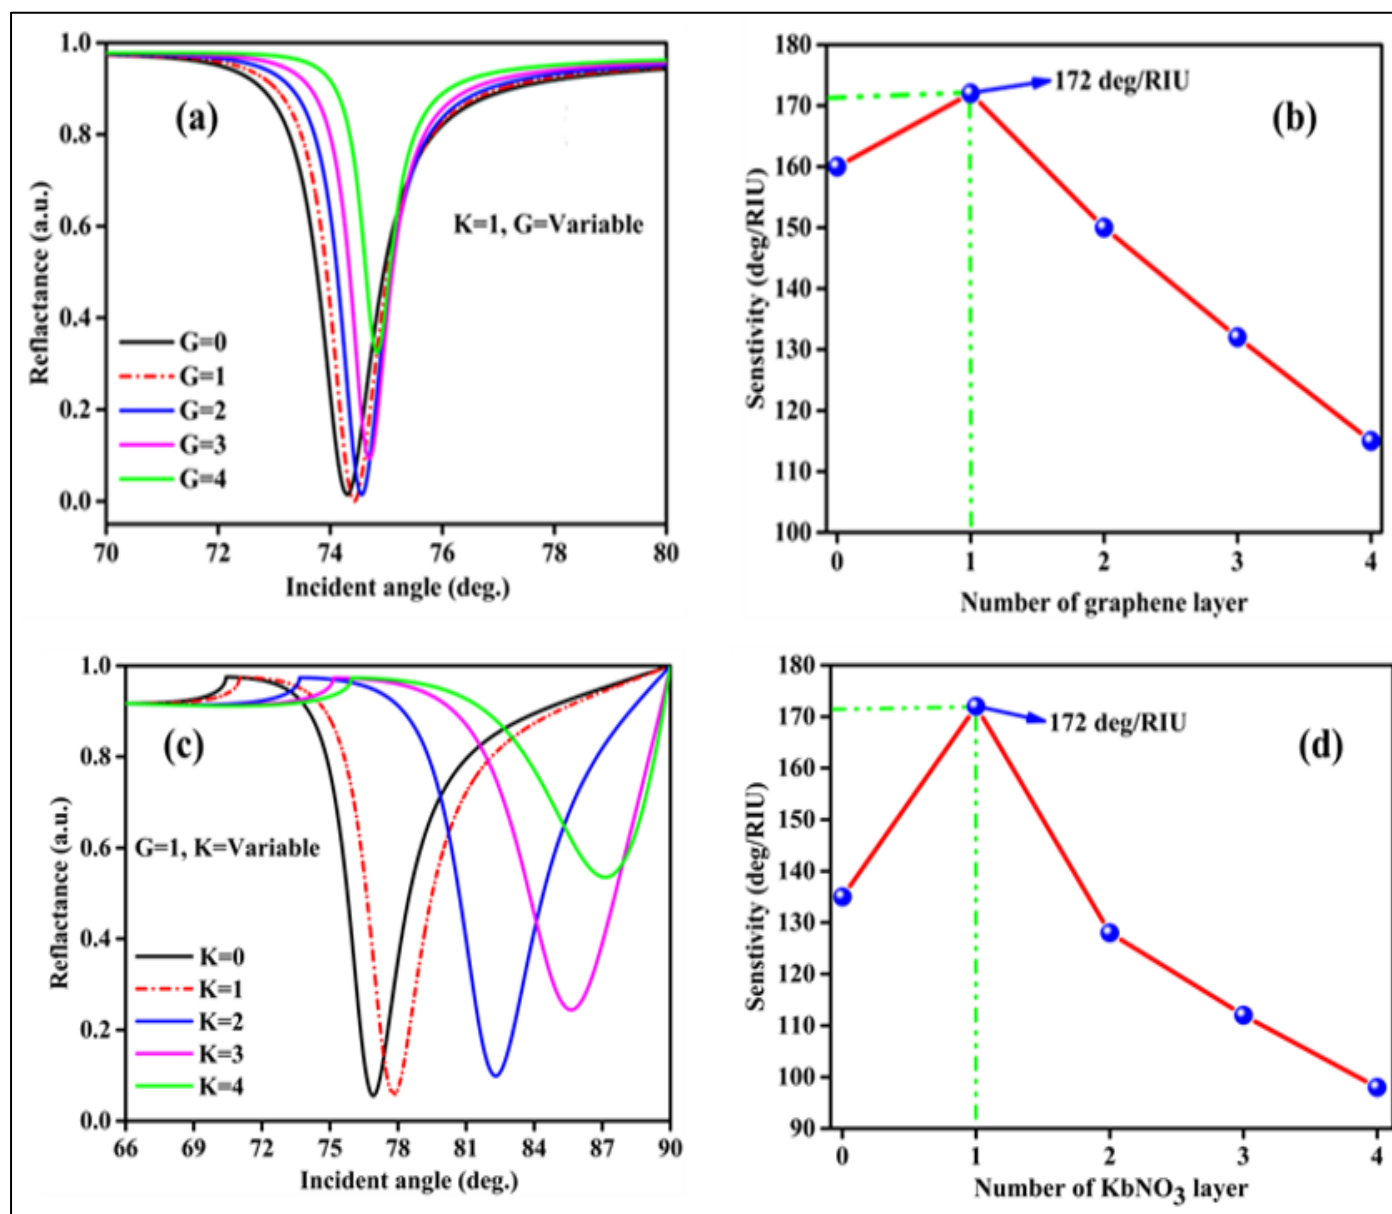 (a)
K=1, G=Variable
G=0
G=1
G=2
G=3
G=4
Reflactance (a.u.)
1.0
0.8
0.6
0.4
0.2
0.0
70 72 74 76 78 80
Incident angle (deg.)
(b)
172 deg/RIU
Senstivity (deg/RIU)
180
170
160
150
140
130
120
110
100
0 1 2 3 4
Number of graphene layer
(c)
G=1, K=Variable
K=0
K=1
K=2
K=3
K=4
Reflactance (a.u.)
1.0
0.8
0.6
0.4
0.2
0.0
66 69 72 75 78 81 84 87 90
Incident angle (deg.)
(d)
172 deg/RIU
Senstivity (deg/RIU)
180
170
160
150
140
130
120
110
100
90
0 1 2 3 4
Number of KbNO₃ layer